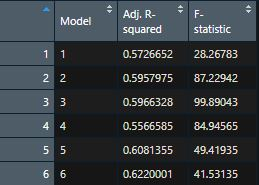 Model Adj. R-squared F-statistic
1 1 0.5726652 28.26783
2 2 0.5957975 87.22942
3 3 0.5966328 99.89043
4 4 0.5566585 84.94565
5 5 0.6081355 49.41935
6 6 0.6220001 41.53135